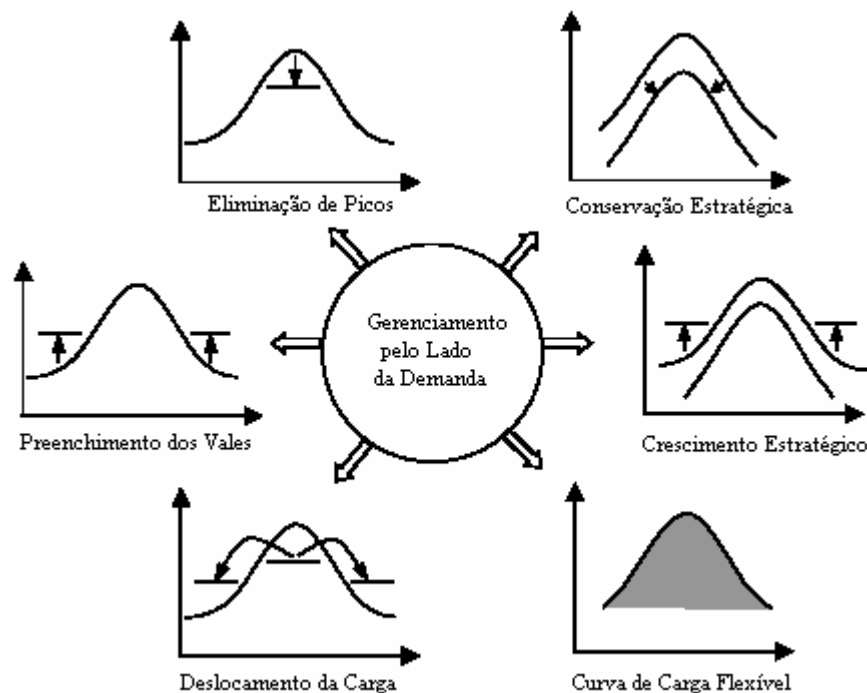 Eliminação de Picos
Conservação Estratégica
Gerenciamento
pelo Lado
da Demanda
Preenchimento dos Vales
Crescimento Estratégico
Deslocamento da Carga
Curva de Carga Flexível